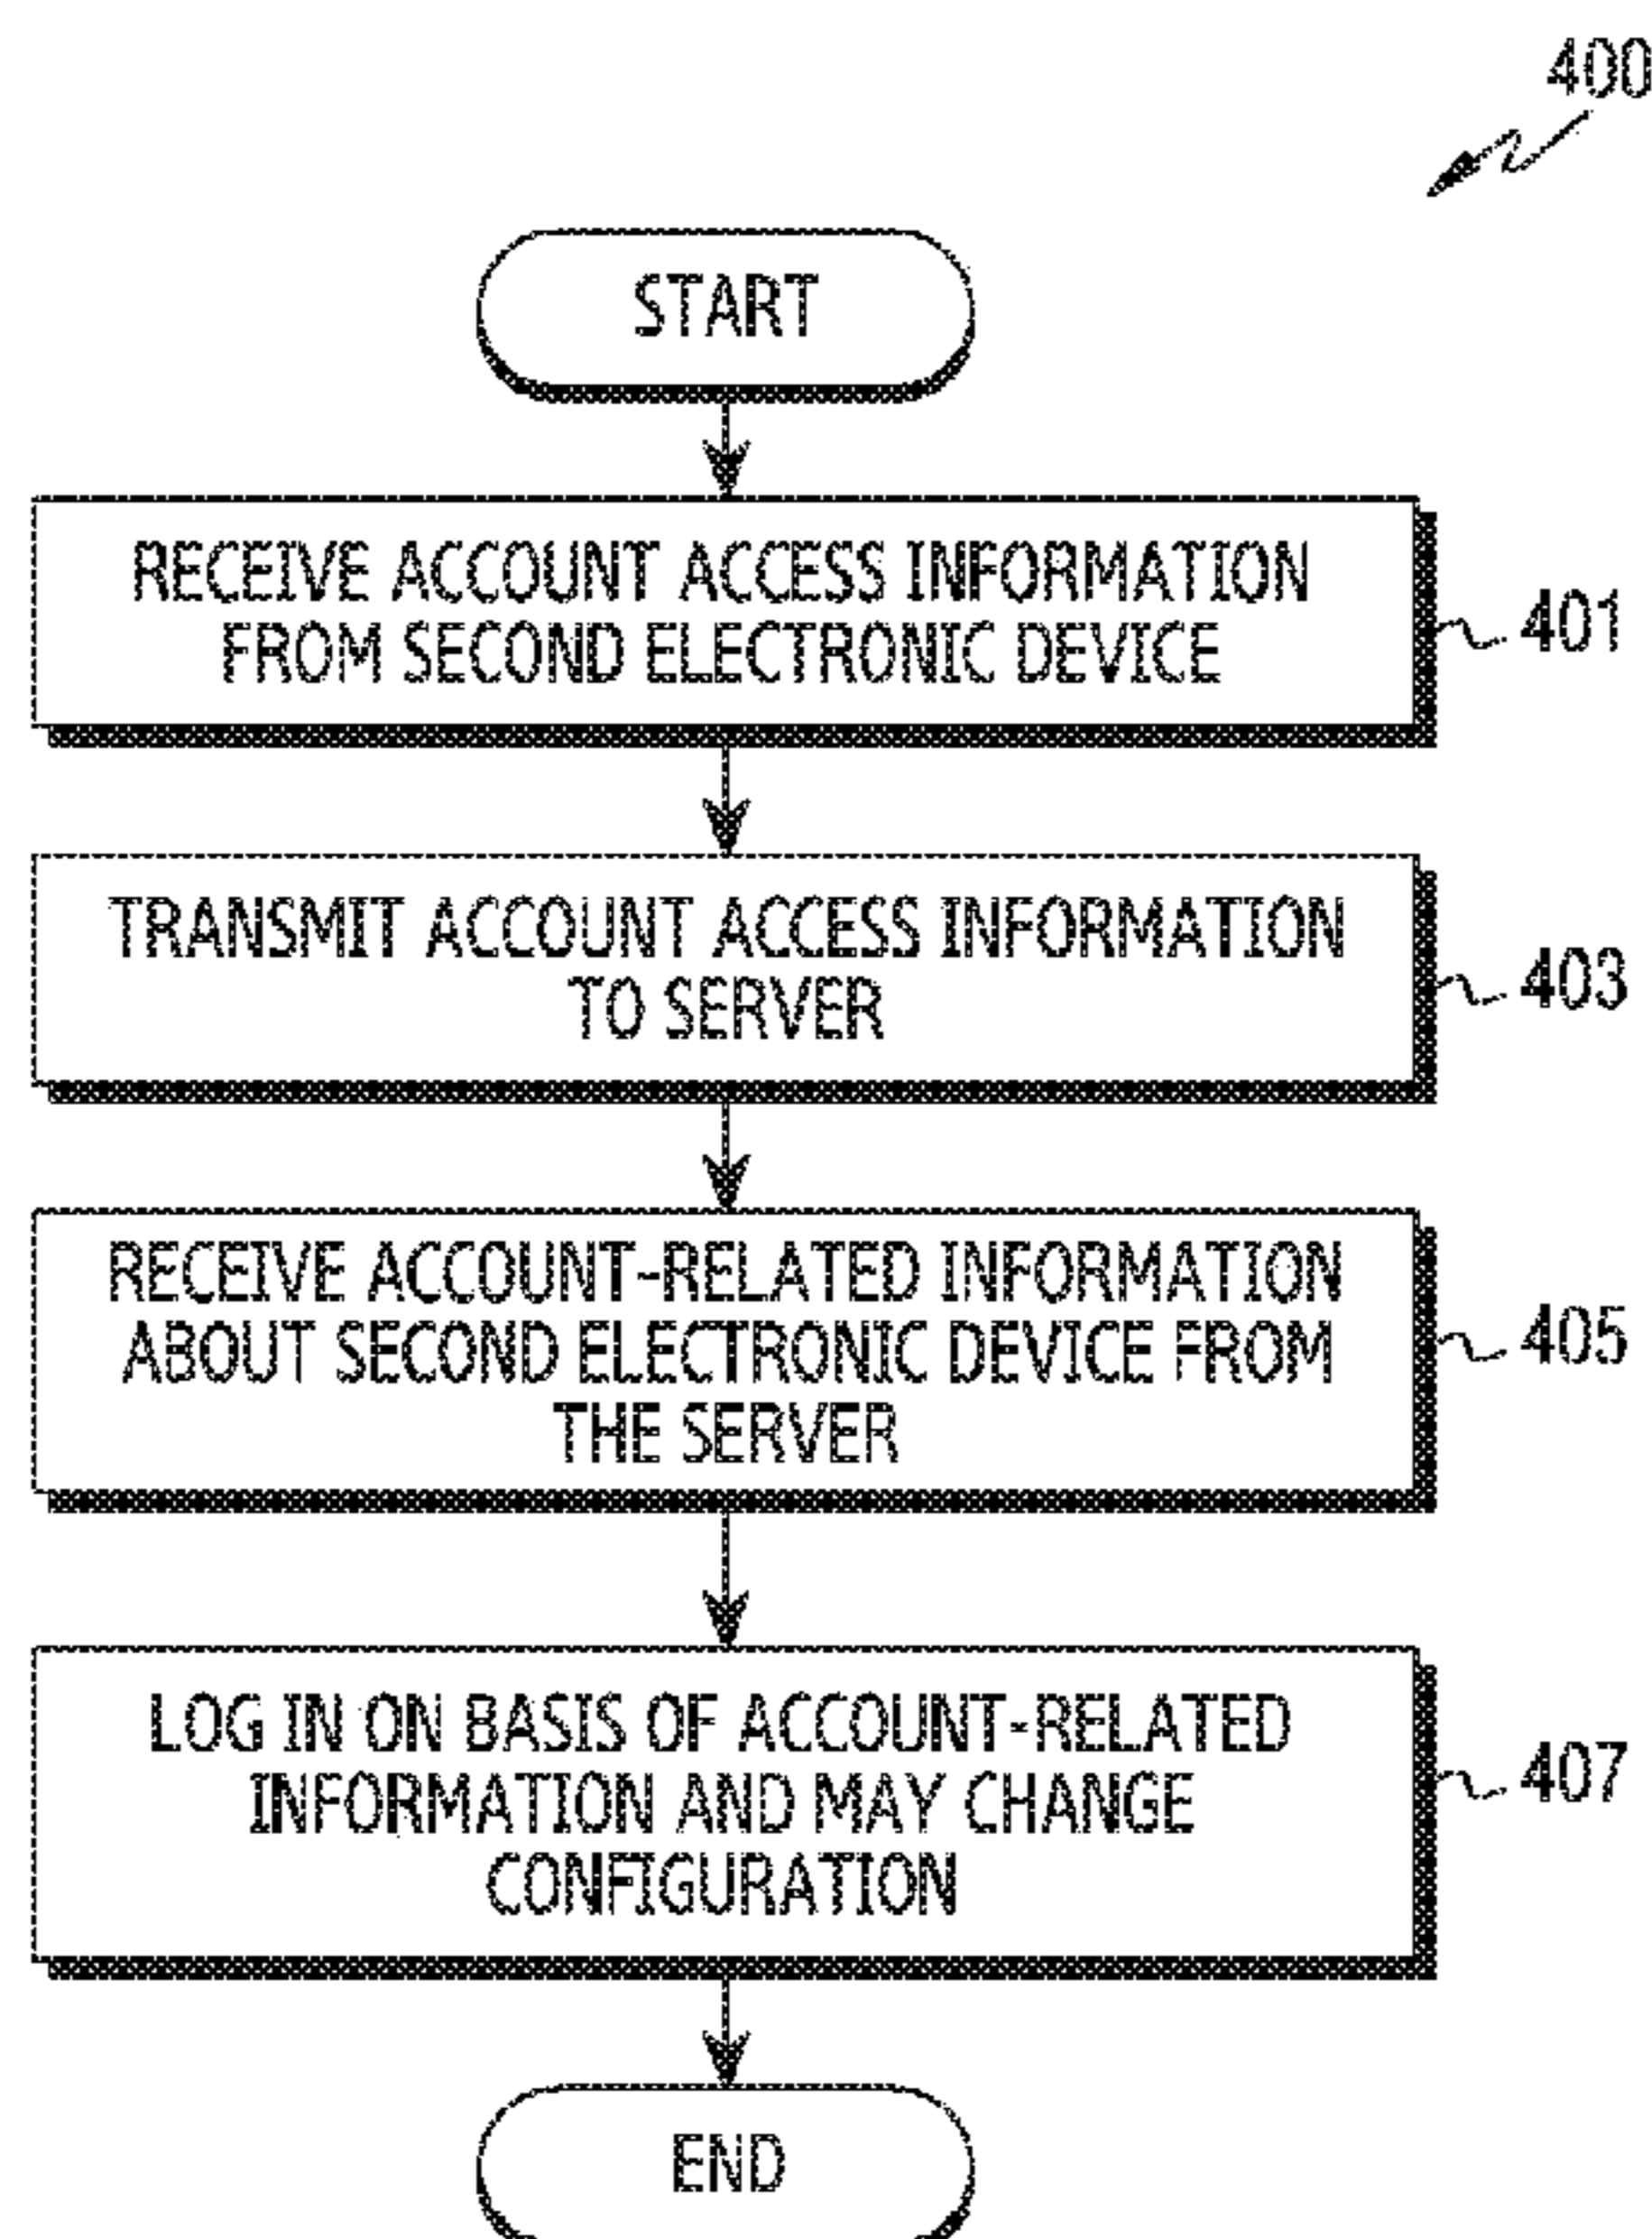 400
START
RECEIVE ACCOUNT ACCESS INFORMATION
FROM SECOND ELECTRONIC DEVICE
401
TRANSMIT ACCOUNT ACCESS INFORMATION
TO SERVER
403
RECEIVE ACCOUNT-RELATED INFORMATION
ABOUT SECOND ELECTRONIC DEVICE FROM
THE SERVER
405
LOG IN ON BASIS OF ACCOUNT-RELATED
INFORMATION AND MAY CHANGE
CONFIGURATION
407
END